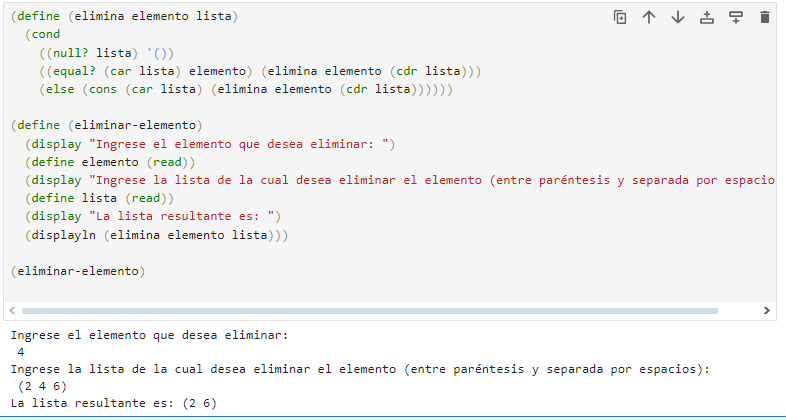 (define (elimina elemento lista)
  (cond
    ((null? lista) '())
    ((equal? (car lista) elemento) (elimina elemento (cdr lista)))
    (else (cons (car lista) (elimina elemento (cdr lista))))))
(define (eliminar-elemento)
  (display "Ingrese el elemento que desea eliminar: ")
  (define elemento (read))
  (display "Ingrese la lista de la cual desea eliminar el elemento (entre paréntesis y separada por espacio
  (define lista (read))
  (display "La lista resultante es: ")
  (displayln (elimina elemento lista)))
(eliminar-elemento)
Ingrese el elemento que desea eliminar:
 4
Ingrese la lista de la cual desea eliminar el elemento (entre paréntesis y separada por espacios):
 (2 4 6)
La lista resultante es: (2 6)